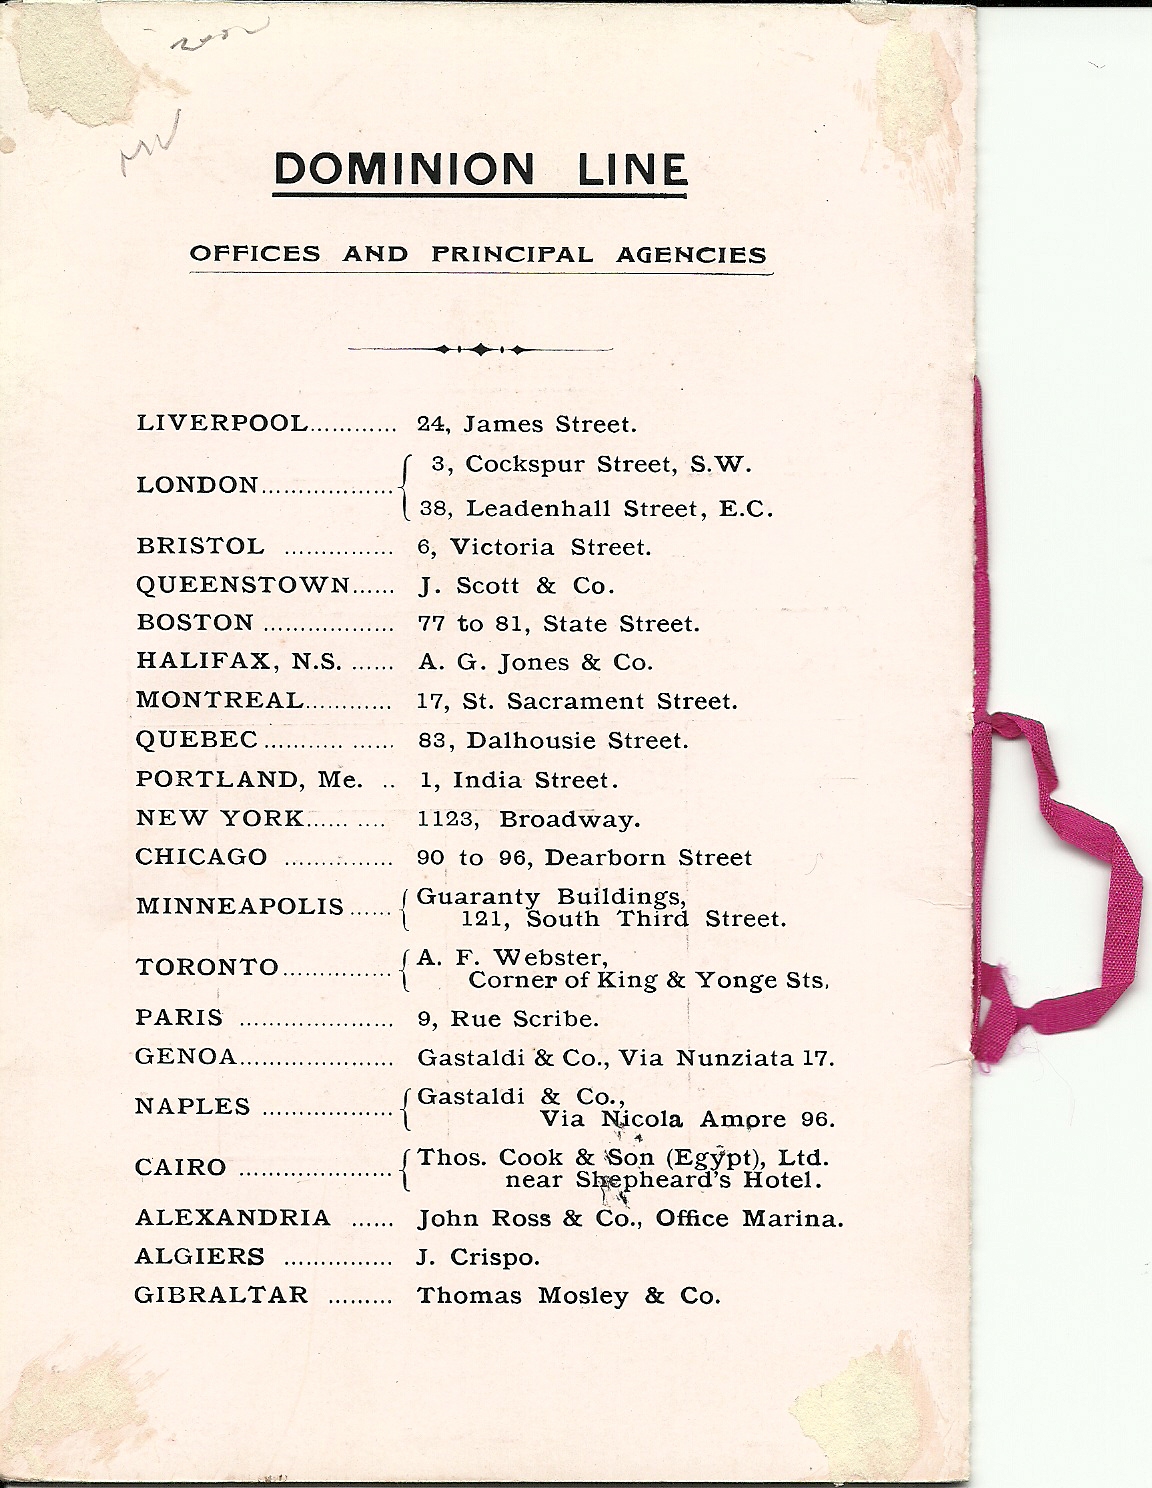 DOMINION LINE
OFFICES AND PRINCIPAL AGENCIES
LIVERPOOL............ 24, James Street.
LONDON.................. { 3, Cockspur Street, S.W.
38, Leadenhall Street, E.C.
BRISTOL ............... 6, Victoria Street.
QUEENSTOWN...... J. Scott & Co.
BOSTON .................. 77 to 81, State Street.
HALIFAX, N.S. ...... A. G. Jones & Co.
MONTREAL............ 17, St. Sacrament Street.
QUEBEC ........... ...... 83, Dalhousie Street.
PORTLAND, Me. .. 1, India Street.
NEW YORK...... .... 1123, Broadway.
CHICAGO ............... 90 to 96, Dearborn Street
MINNEAPOLIS ...... { Guaranty Buildings,
121, South Third Street.
TORONTO............... { A. F. Webster,
Corner of King & Yonge Sts.
PARIS ..................... 9, Rue Scribe.
GENOA..................... Gastaldi & Co., Via Nunziata 17.
NAPLES .................. { Gastaldi & Co.,
Via Nicola Amore 96.
CAIRO ..................... { Thos. Cook & Son (Egypt), Ltd.
near Shepheard's Hotel.
ALEXANDRIA ...... John Ross & Co., Office Marina.
ALGIERS ............... J. Crispo.
GIBRALTAR ......... Thomas Mosley & Co.